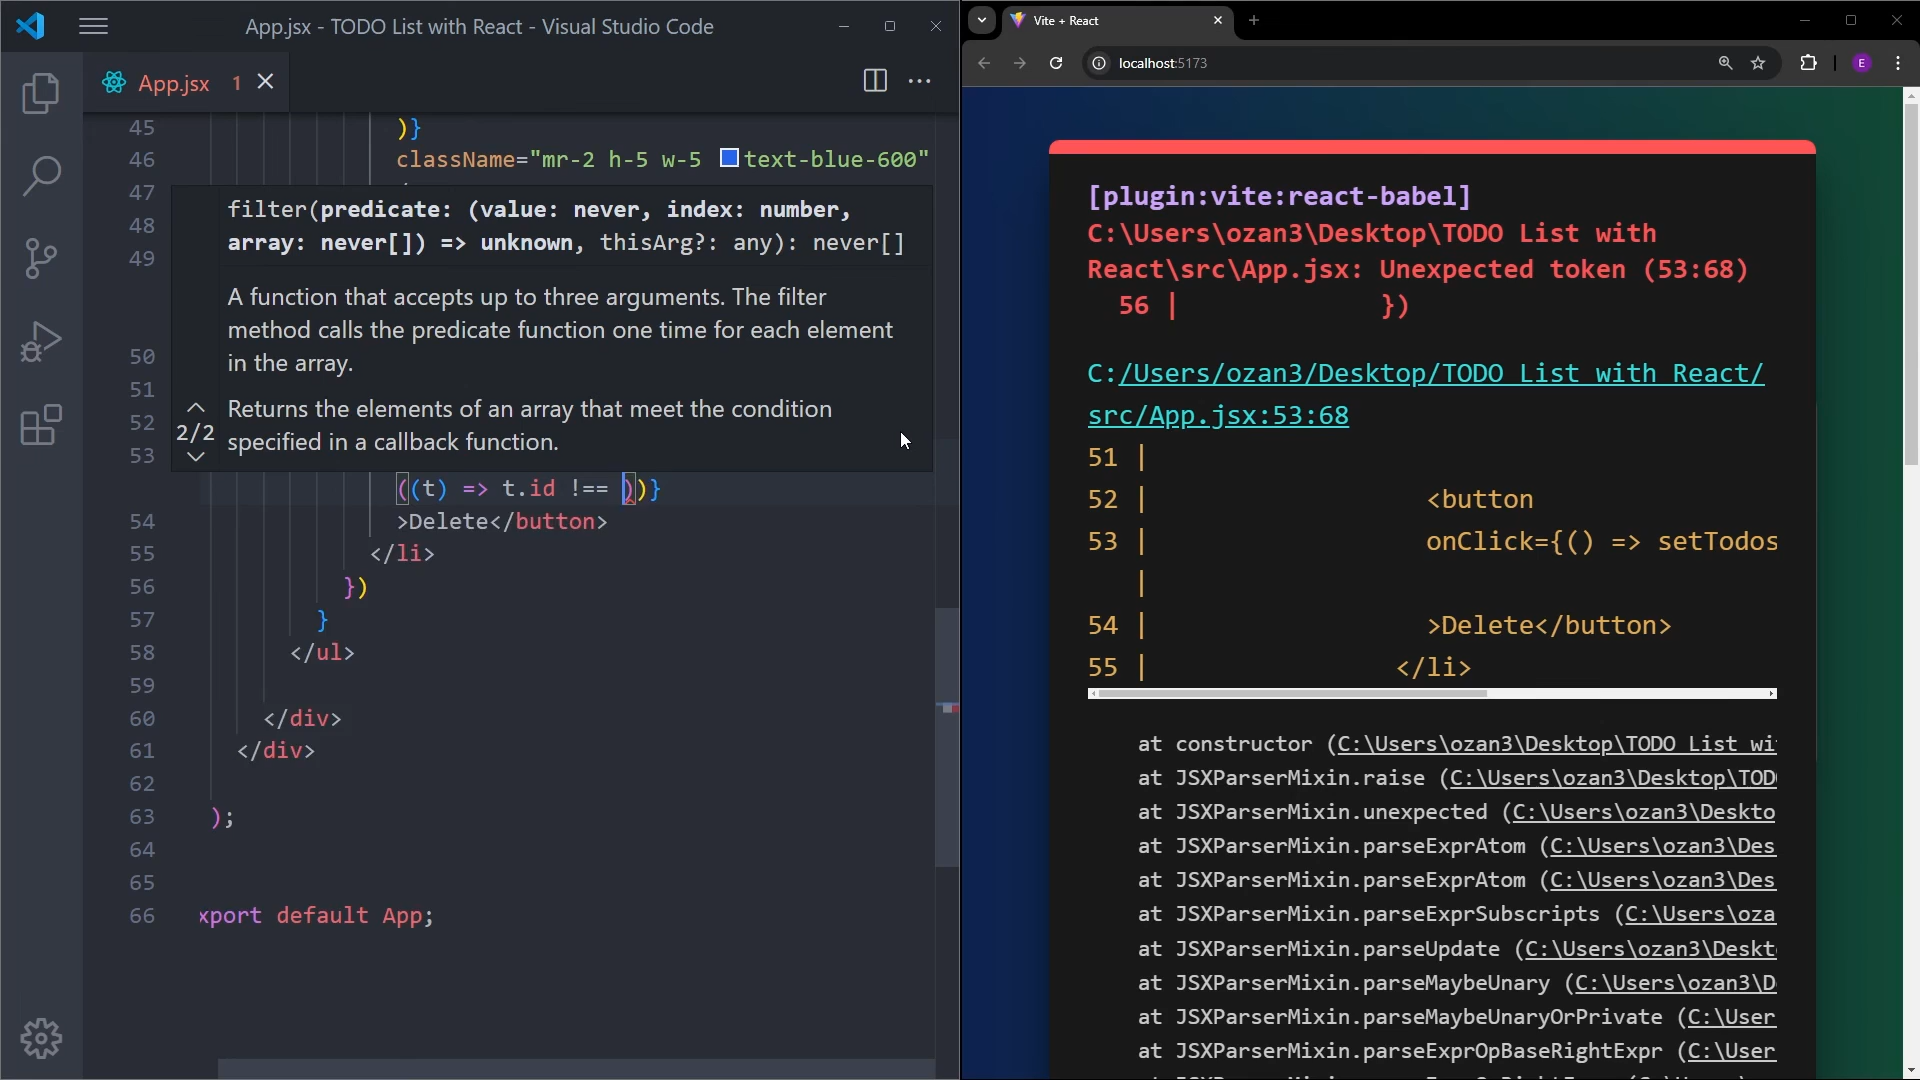 App.jsx - TODO List with React - Visual Studio Code
App.jsx 1
45 )}
46 className="mr-2 h-5 w-5 text-blue-600"
47
48
49
filter(predicate: (value: never, index: number,
array: never[]) => unknown, thisArg?: any): never[]
A function that accepts up to three arguments. The filter
method calls the predicate function one time for each element
in the array.
Returns the elements of an array that meet the condition
specified in a callback function.
2/2
50
51
52
53
((t) => t.id !== ))}
54 >Delete</button>
55 </li>
56 })
57 }
58 </ul>
59
60 </div>
61 </div>
62
63 );
64
65
66 xport default App;
Vite + React
localhost:5173
E
[plugin:vite:react-babel]
C:\Users\ozan3\Desktop\TODO List with
React\src\App.jsx: Unexpected token (53:68)
56 | })
C:/Users/ozan3/Desktop/TODO List with React/
src/App.jsx:53:68
51 |
52 | <button
53 | onClick={() => setTodos
|
54 | >Delete</button>
55 | </li>
at constructor (C:\Users\ozan3\Desktop\TODO List wi
at JSXParserMixin.raise (C:\Users\ozan3\Desktop\TOD
at JSXParserMixin.unexpected (C:\Users\ozan3\Deskto
at JSXParserMixin.parseExprAtom (C:\Users\ozan3\Des
at JSXParserMixin.parseExprAtom (C:\Users\ozan3\Des
at JSXParserMixin.parseExprSubscripts (C:\Users\oza
at JSXParserMixin.parseUpdate (C:\Users\ozan3\Deskt
at JSXParserMixin.parseMaybeUnary (C:\Users\ozan3\D
at JSXParserMixin.parseMaybeUnaryOrPrivate (C:\User
at JSXParserMixin.parseExprOpBaseRightExpr (C:\User